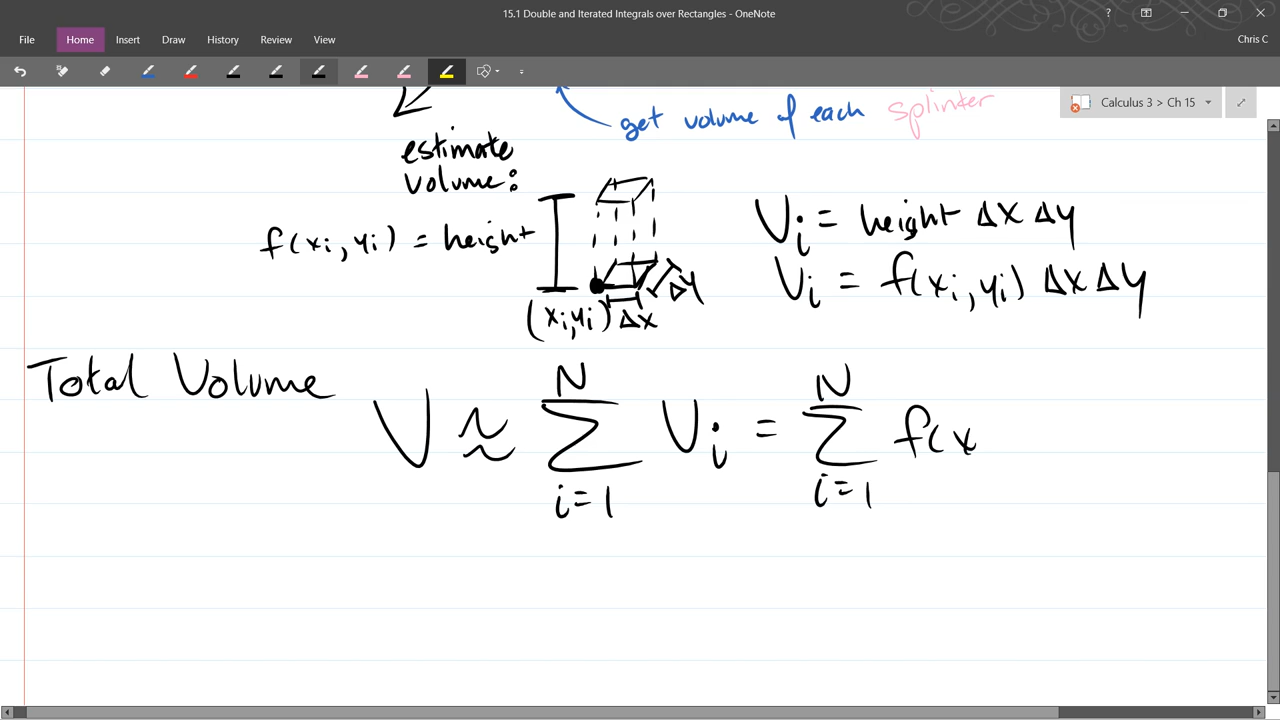 15.1 Double and Iterated Integrals over Rectangles - OneNote
Chris C
File Home Insert Draw History Review View
Calculus 3 > Ch 15
get volume of each splinter
estimate
volume:
f(xi, yi) = height
Vi = height Δx Δy
Vi = f(xi, yi) Δx Δy
Δy
(xi, yi) Δx
Total Volume
V ≈ N ∑ i=1 Vi = N ∑ i=1 f(x